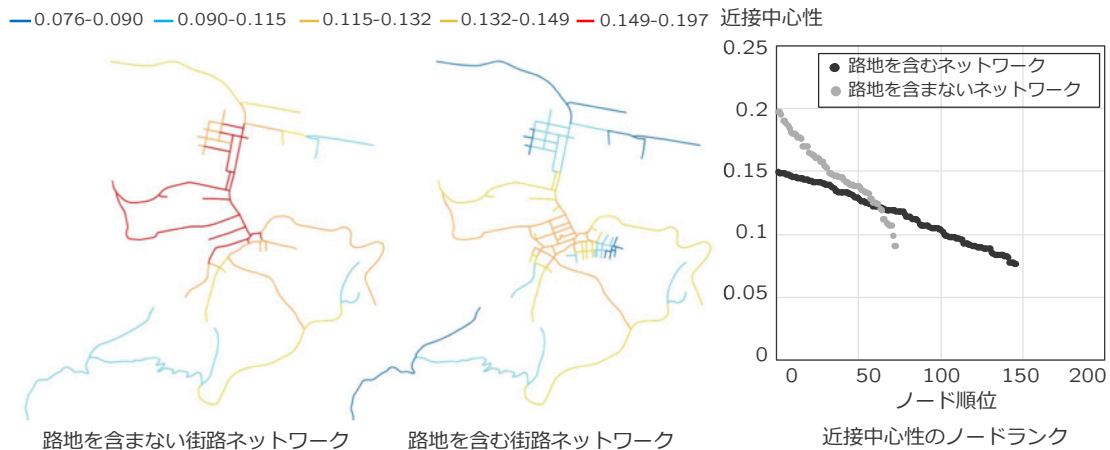 0.076-0.090 0.090-0.115 0.115-0.132 0.132-0.149 0.149-0.197
近接中心性
0.25
0.2
0.15
0.1
0.05
0
路地を含むネットワーク
路地を含まないネットワーク
0 50 100 150 200
ノード順位
路地を含まない街路ネットワーク
路地を含む街路ネットワーク
近接中心性のノードランク